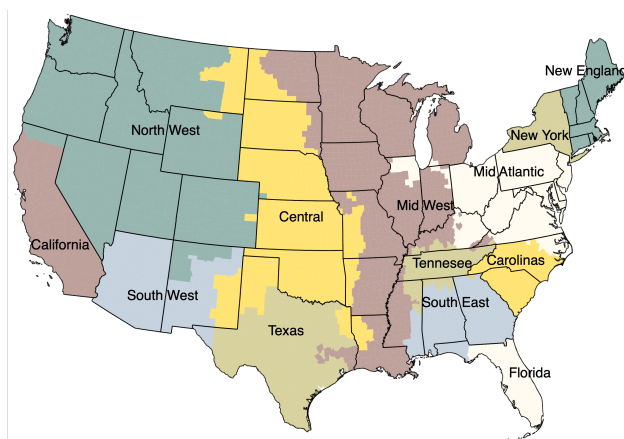 New England
New York
North West
Mid Atlantic
Mid West
Central
California
Tennesee
Carolinas
South West
South East
Texas
Florida